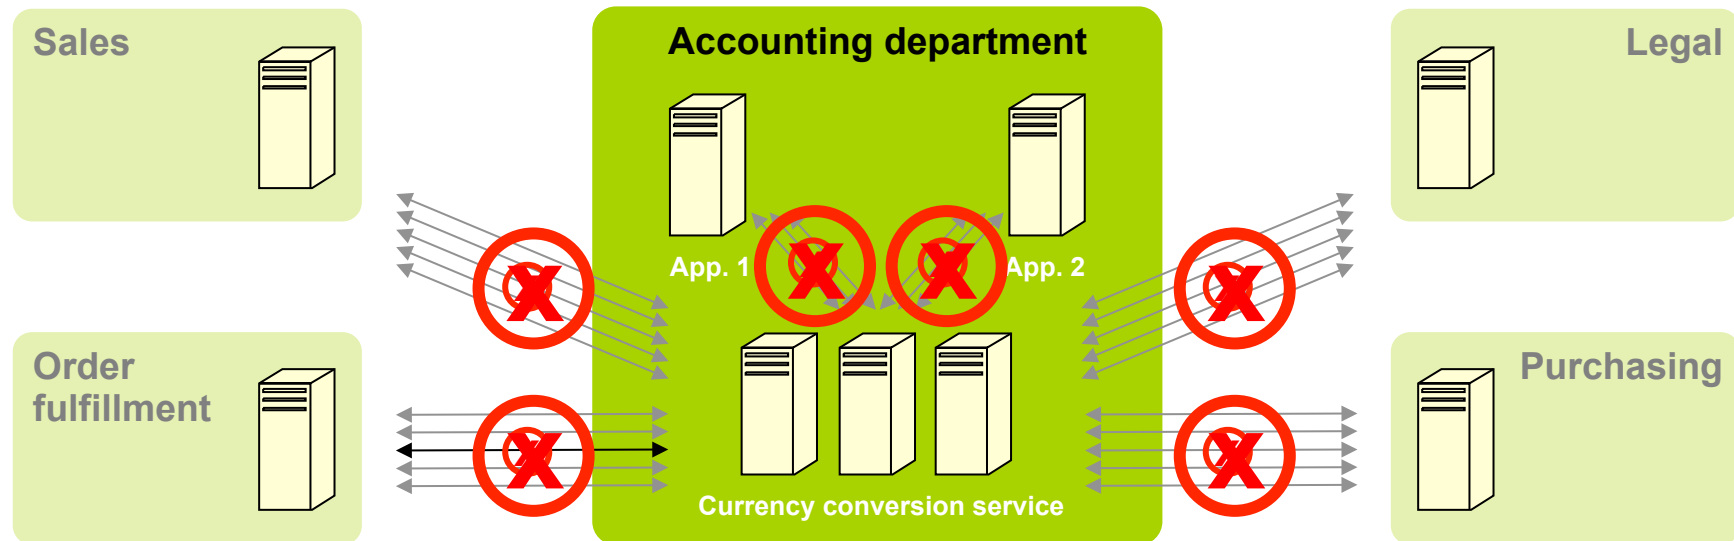 Sales
Accounting department
Legal
App. 1
App. 2
Order
fulfillment
Purchasing
Currency conversion service
X
X
X
X
X
X